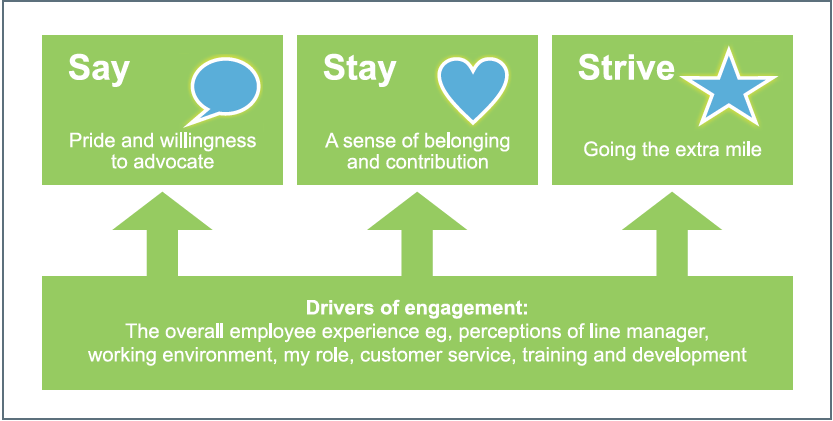 Say
Pride and willingness
to advocate
Stay
A sense of belonging
and contribution
Strive
Going the extra mile
Drivers of engagement:
The overall employee experience eg, perceptions of line manager,
working environment, my role, customer service, training and development